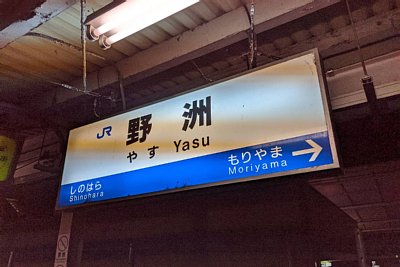 JR 野洲
やす Yasu
しのはら
Shinohara
もりやま →
Moriyama